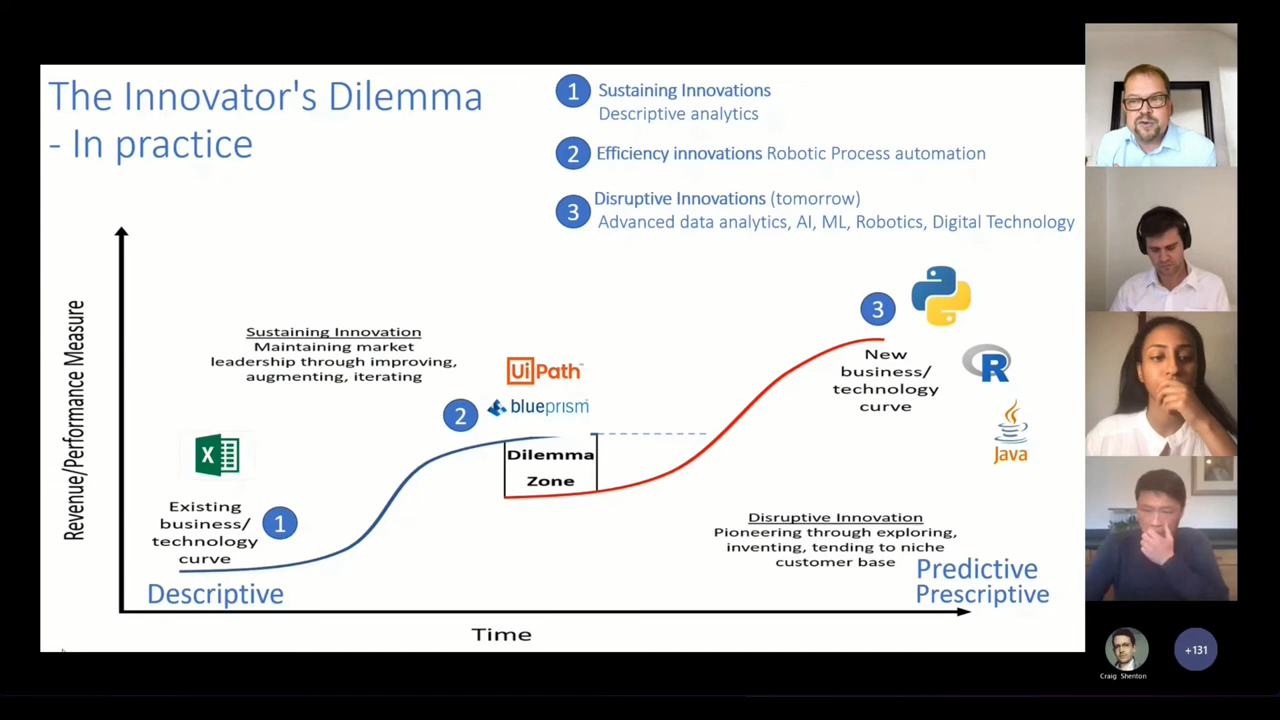 The Innovator's Dilemma
- In practice
1 Sustaining Innovations
Descriptive analytics
2 Efficiency innovations Robotic Process automation
3 Disruptive Innovations (tomorrow)
Advanced data analytics, AI, ML, Robotics, Digital Technology
Revenue/Performance Measure
Sustaining Innovation
Maintaining market
leadership through improving,
augmenting, iterating
UiPath
2
blueprism
X
Existing
business/
technology
curve
1
Descriptive
Dilemma
Zone
3
New
business/
technology
curve
R
Java
Disruptive Innovation
Pioneering through exploring,
inventing, tending to niche
customer base
Predictive
Prescriptive
Time
Craig Shenton
+131